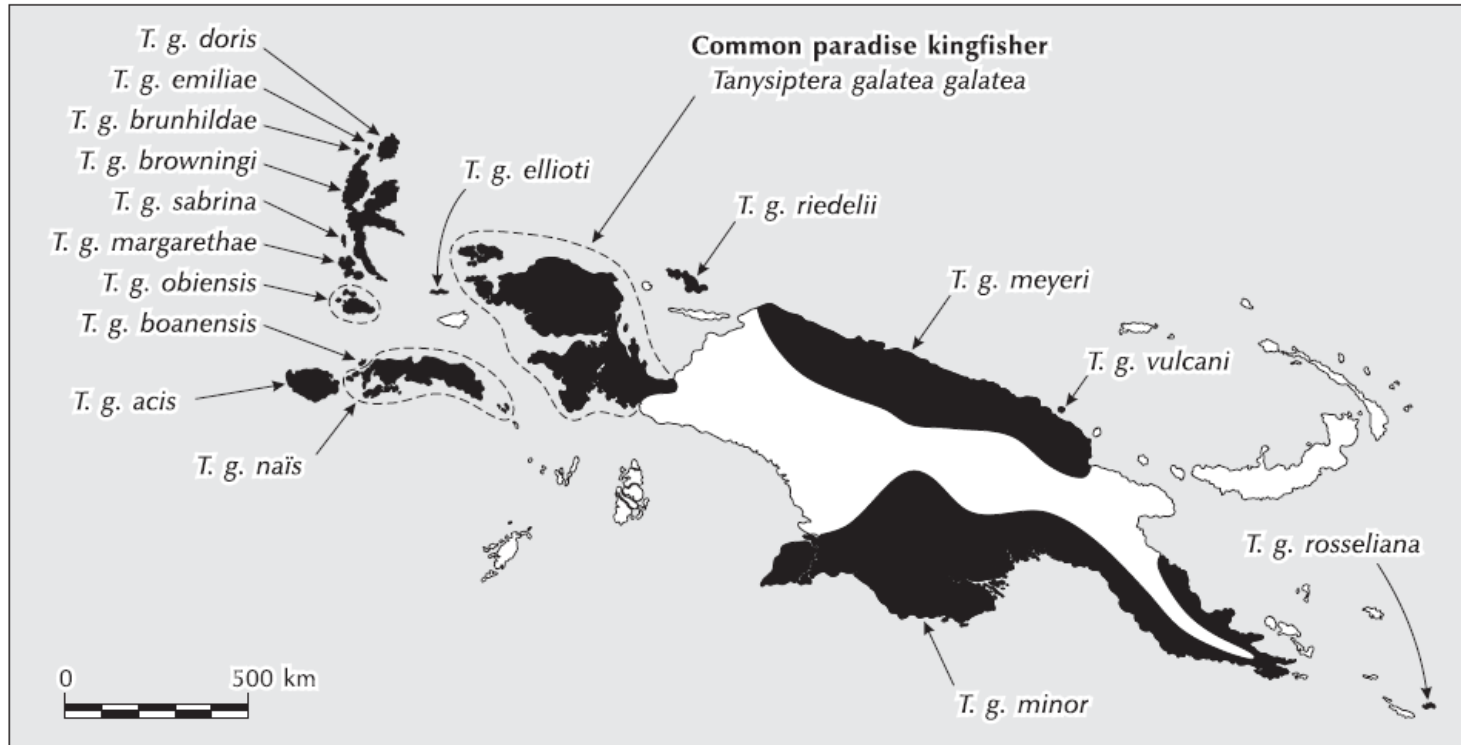 T. g. doris
T. g. emiliae
T. g. brunhildae
T. g. browningi
T. g. sabrina
T. g. margarethae
T. g. obiensis
T. g. boanensis
T. g. acis
T. g. naïs
T. g. ellioti
Common paradise kingfisher
Tanysiptera galatea galatea
T. g. riedelii
T. g. meyeri
T. g. vulcani
T. g. rosseliana
T. g. minor
0 500 km